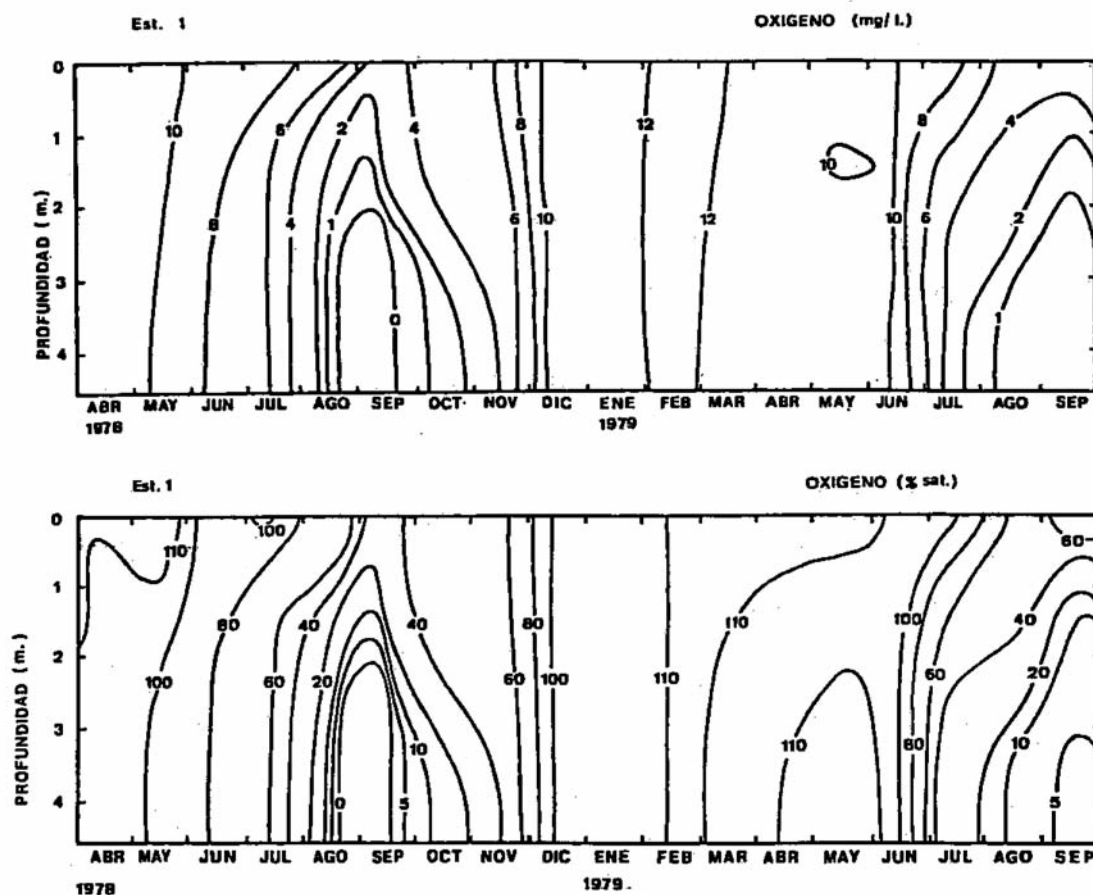 Est. 1 OXIGENO (mg/l.)
0
1
2
3
4
PROFUNDIDAD (m.)
10 8 6 4 2 1 0 4 6 8 10 12 12 10 10 8 6 4 2 1
ABR MAY JUN JUL AGO SEP OCT NOV DIC ENE FEB MAR ABR MAY JUN JUL AGO SEP
1978 1979
Est. 1 OXIGENO (% sat.)
0
1
2
3
4
PROFUNDIDAD (m.)
110 100 100 80 60 40 20 0 5 10 40 60 80 100 110 110 110 100 80 60 60 40 20 10 5
ABR MAY JUN JUL AGO SEP OCT NOV DIC ENE FEB MAR ABR MAY JUN JUL AGO SEP
1978 1979